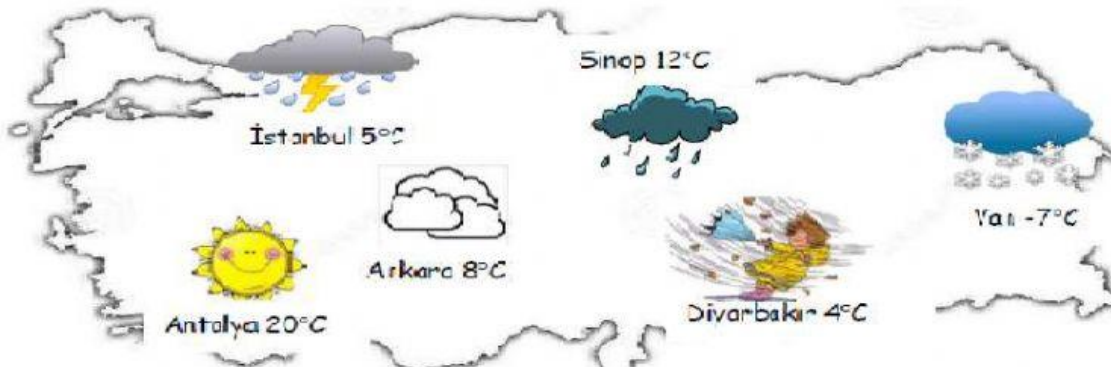 Sinop 12°C
İstanbul 5°C
Van -7°C
Ankara 8°C
Antalya 20°C
Diyarbakır 4°C